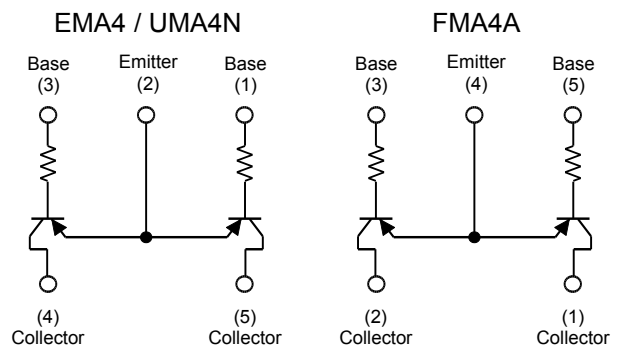 EMA4 / UMA4N
FMA4A
Base
(3)
Emitter
(2)
Base
(1)
Base
(3)
Emitter
(4)
Base
(5)
(4)
Collector
(5)
Collector
(2)
Collector
(1)
Collector